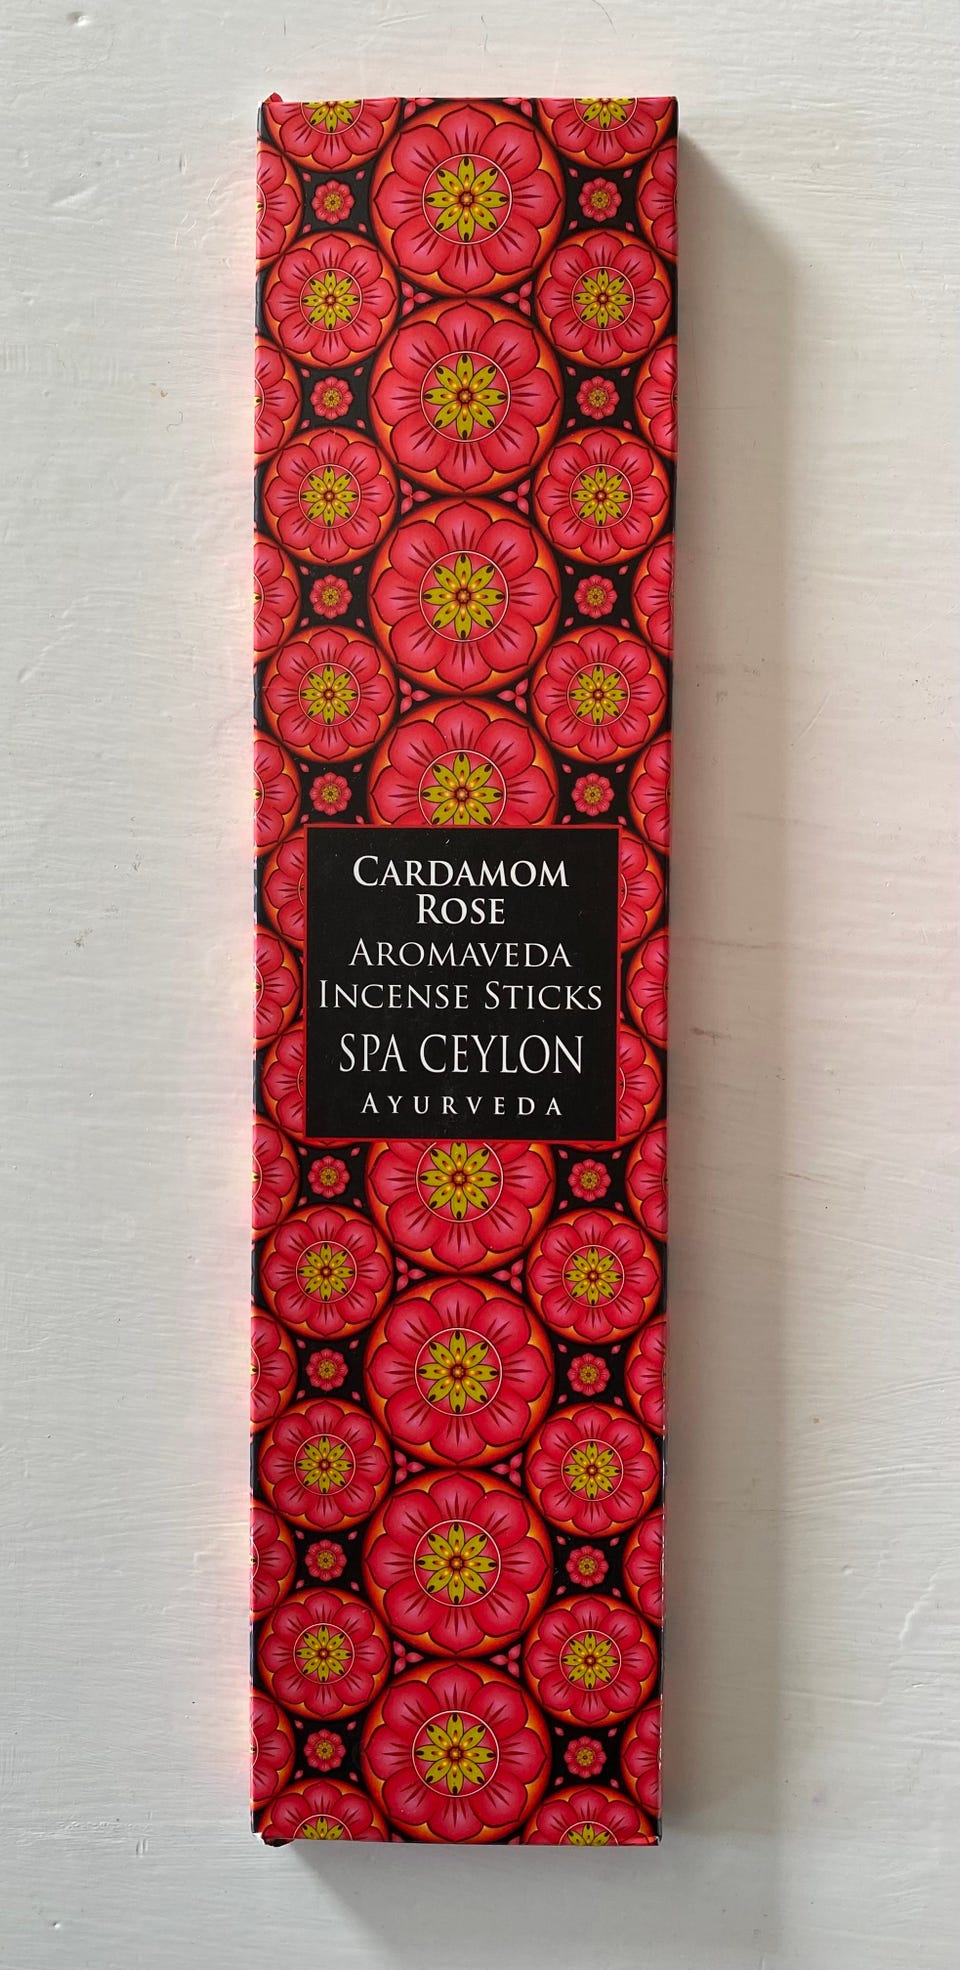 CARDAMOM
ROSE
AROMAVEDA
INCENSE STICKS
SPA CEYLON
AYURVEDA